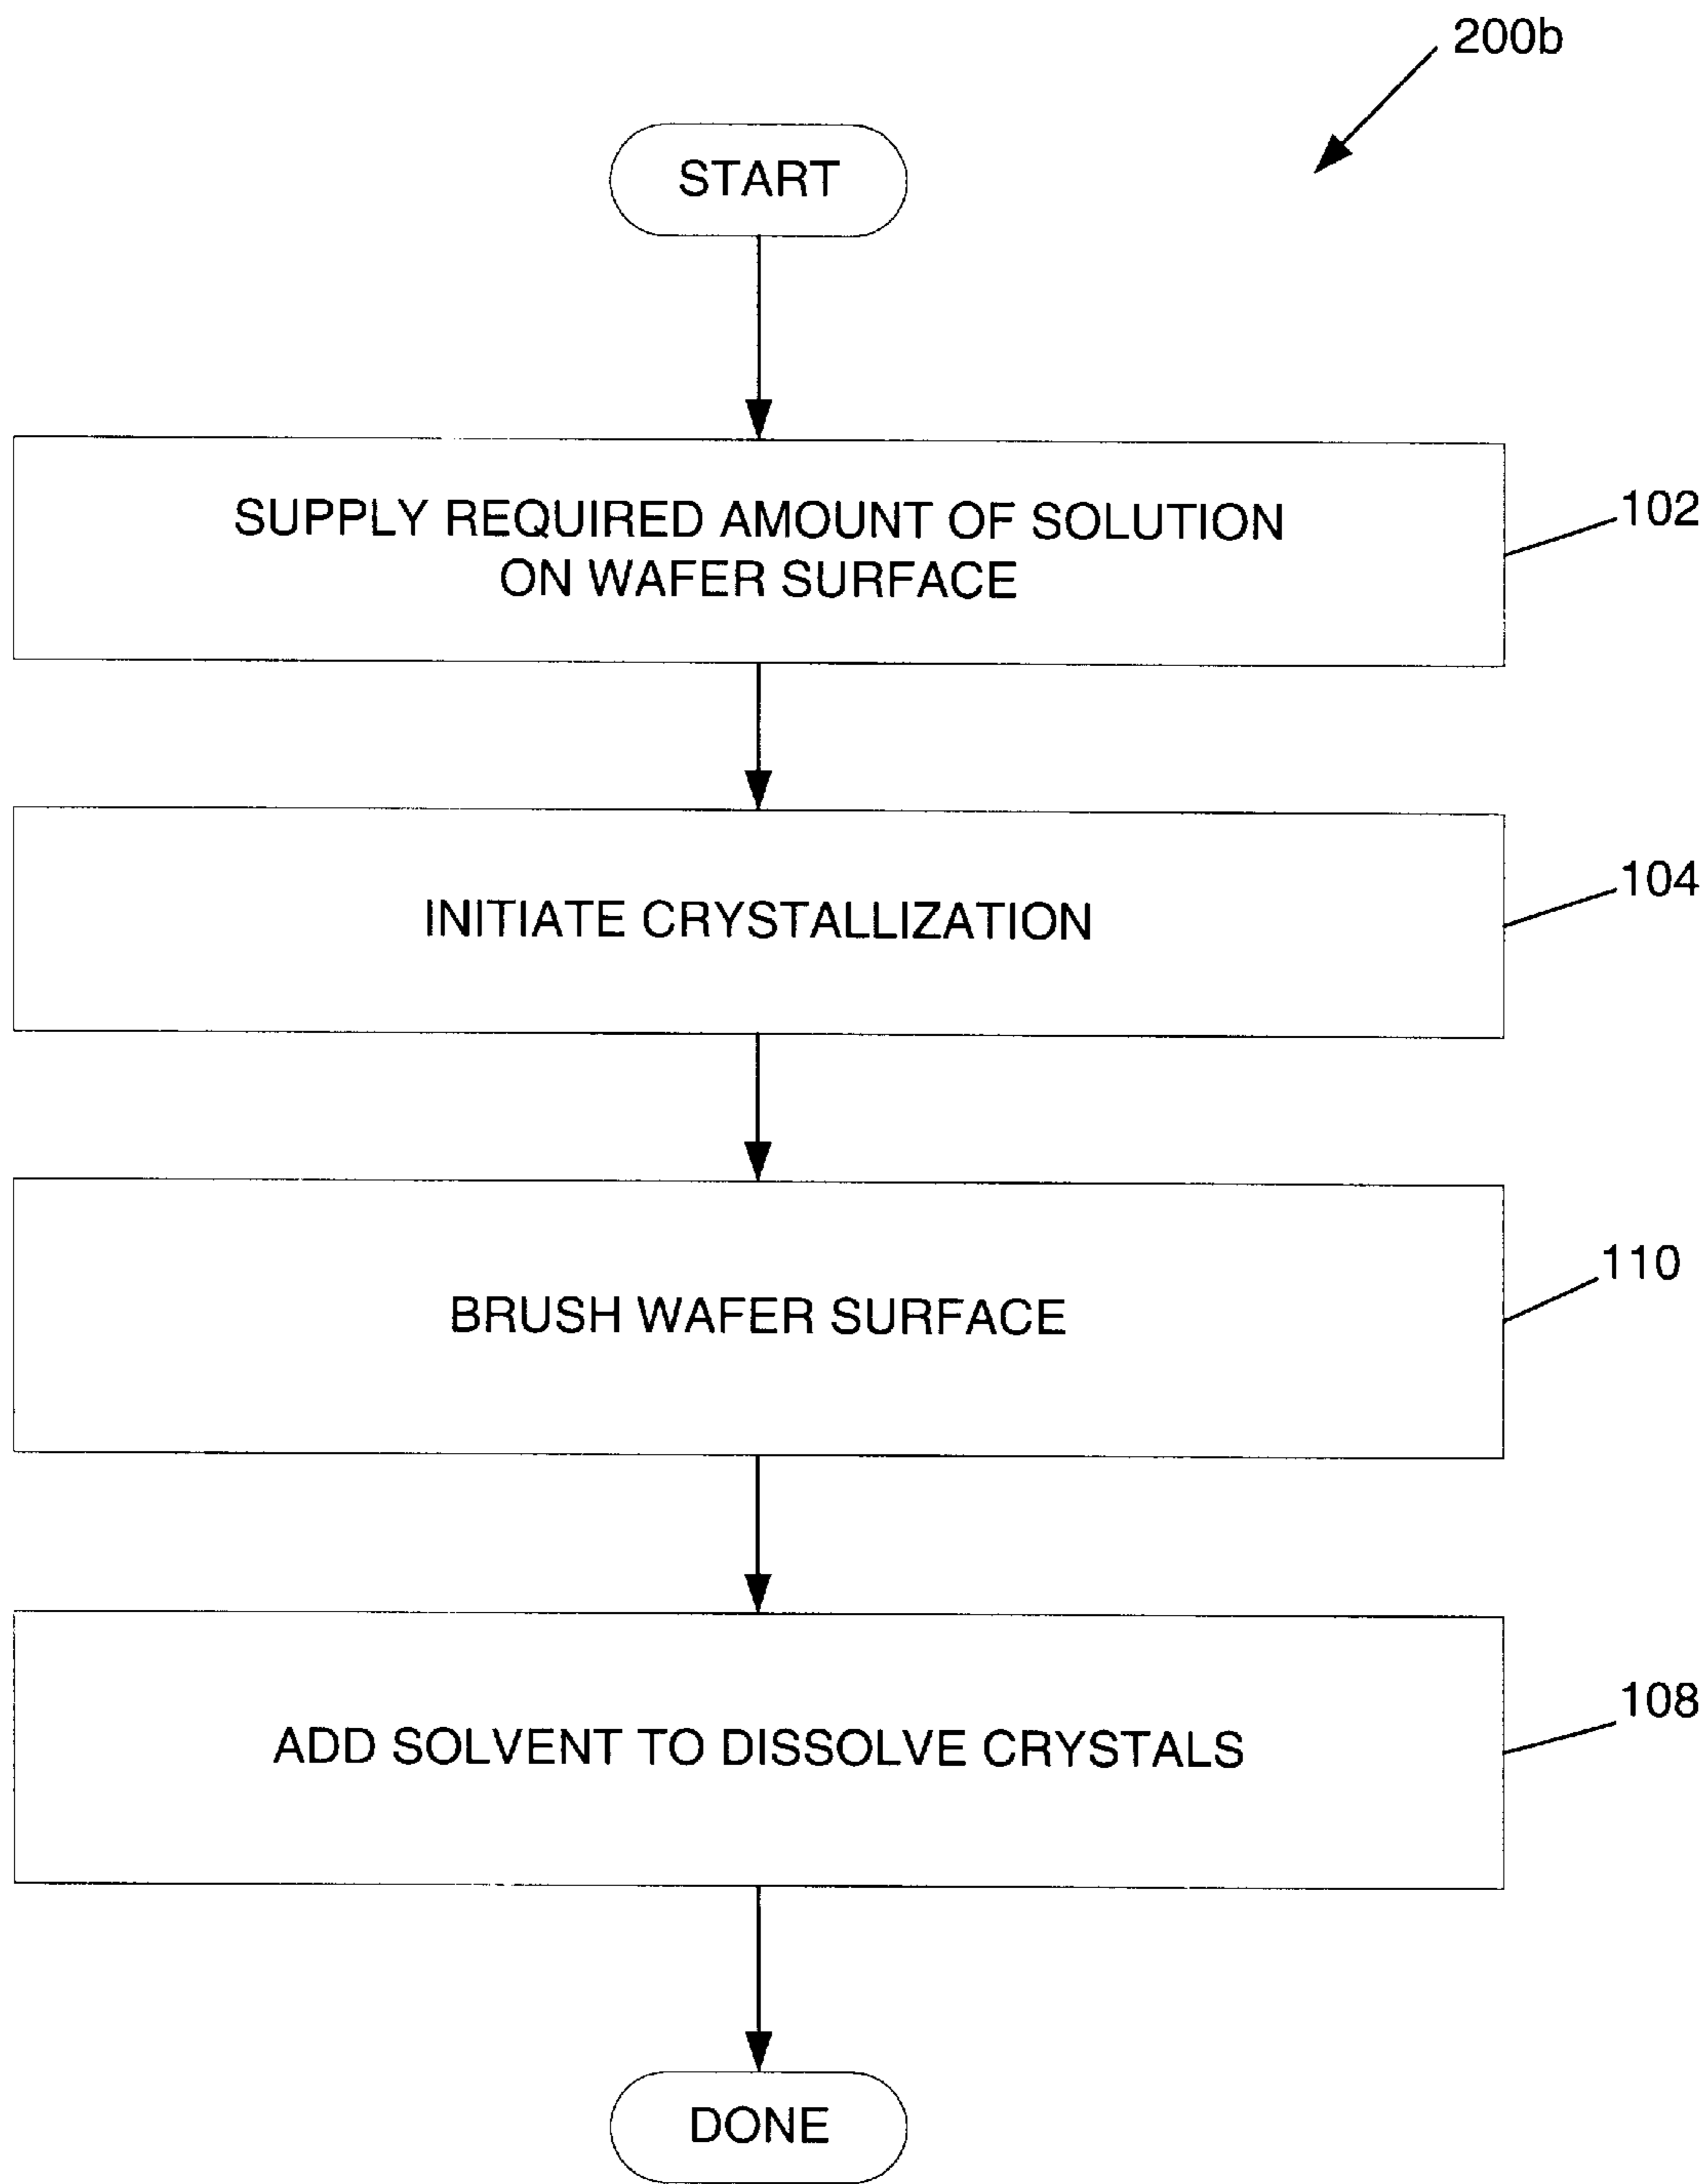 200b
START
SUPPLY REQUIRED AMOUNT OF SOLUTION
ON WAFER SURFACE
102
INITIATE CRYSTALLIZATION
104
BRUSH WAFER SURFACE
110
ADD SOLVENT TO DISSOLVE CRYSTALS
108
DONE